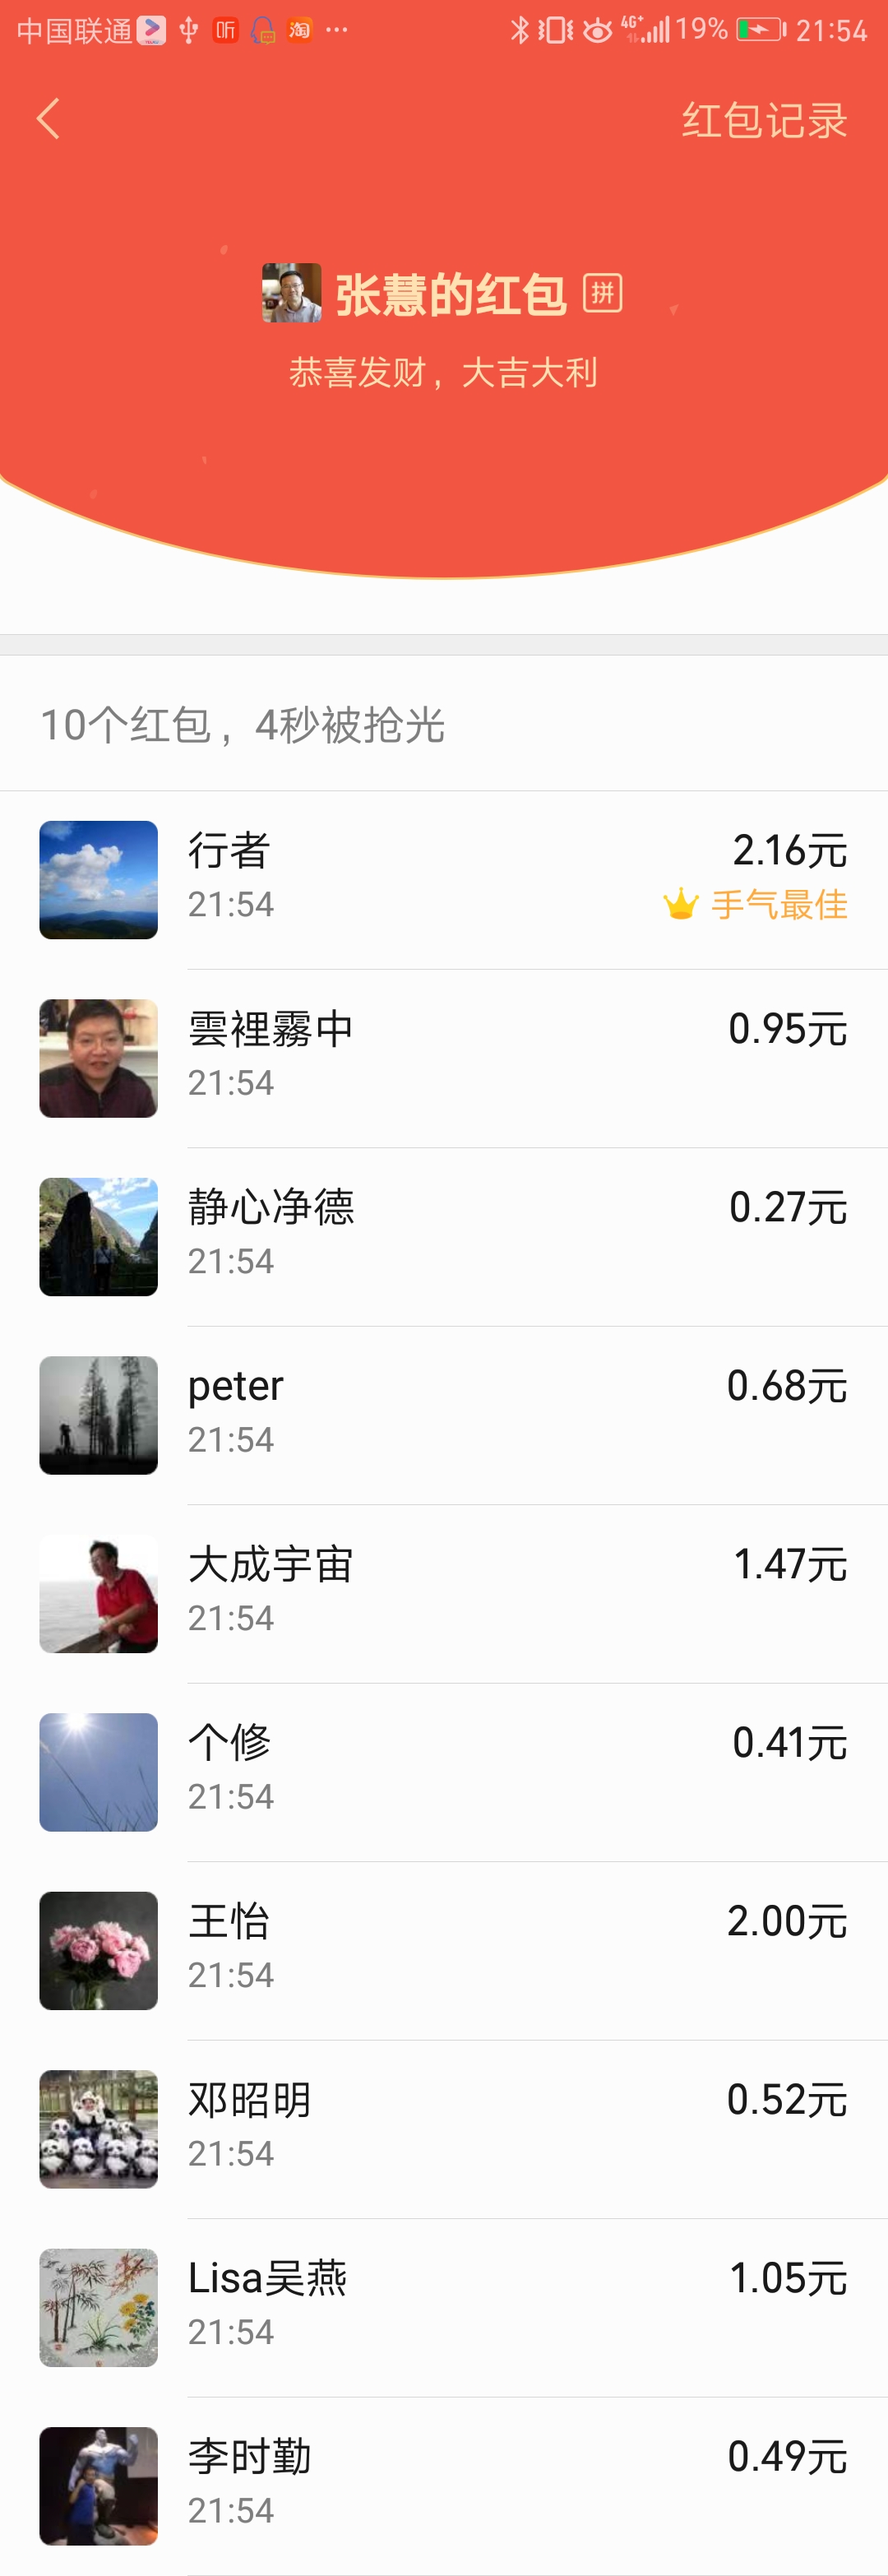 中国联通 听 淘 ··· 4G+ 19% 21:54
红包记录
张慧的红包 拼
恭喜发财，大吉大利
10个红包，4秒被抢光
行者 2.16元
21:54 手气最佳
雲裡霧中 0.95元
21:54
静心净德 0.27元
21:54
peter 0.68元
21:54
大成宇宙 1.47元
21:54
个修 0.41元
21:54
王怡 2.00元
21:54
邓昭明 0.52元
21:54
Lisa吴燕 1.05元
21:54
李时勤 0.49元
21:54